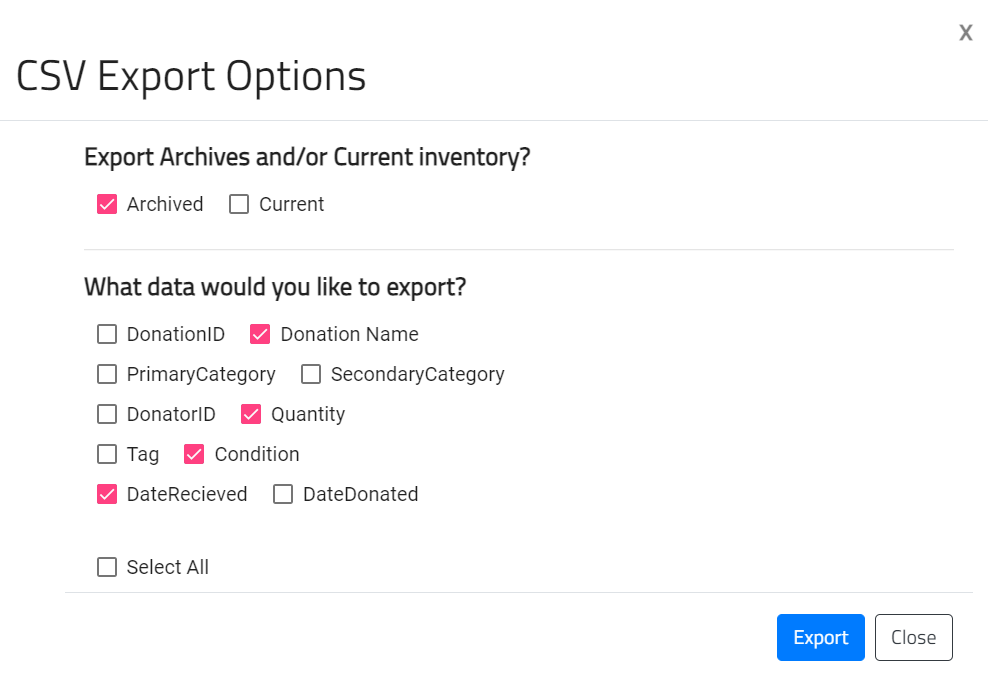 X
CSV Export Options
Export Archives and/or Current inventory?
Archived Current
What data would you like to export?
DonationID Donation Name
PrimaryCategory SecondaryCategory
DonatorID Quantity
Tag Condition
DateRecieved DateDonated
Select All
Export Close